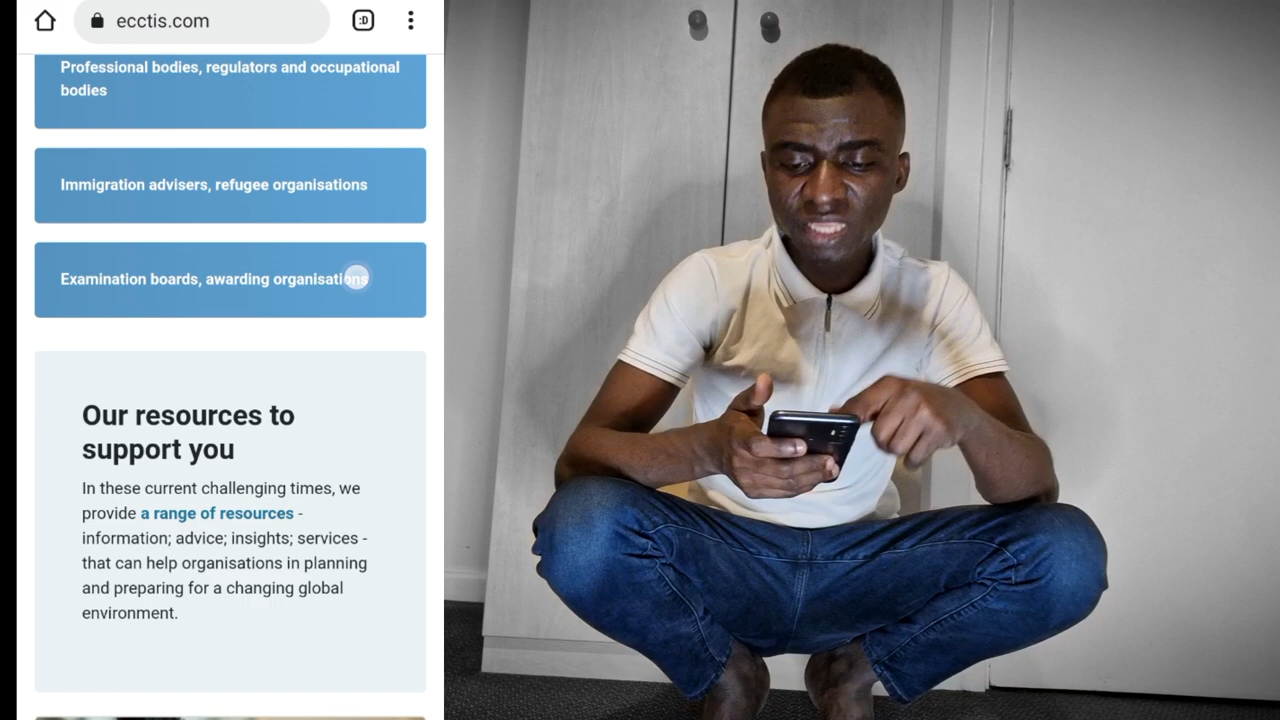 ecctis.com
:D
Professional bodies, regulators and occupational
bodies
Immigration advisers, refugee organisations
Examination boards, awarding organisations
Our resources to
support you
In these current challenging times, we
provide a range of resources -
information; advice; insights; services -
that can help organisations in planning
and preparing for a changing global
environment.